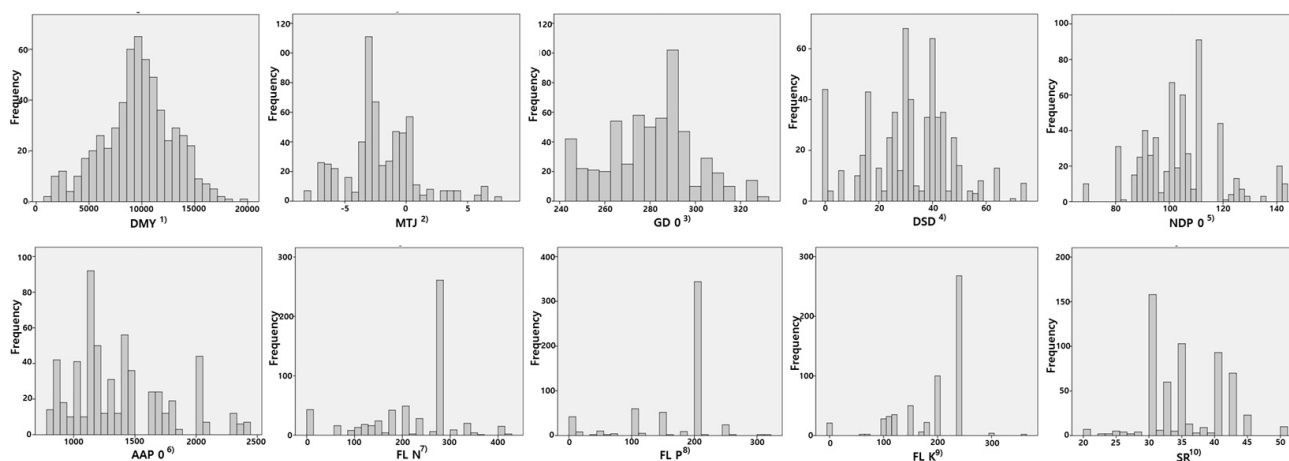 Frequency
60
40
20
0
0 5000 10000 15000 20000
DMY 1)
Frequency
120
00
80
60
40
20
0
-5 0 5
MTJ 2)
Frequency
120
00
80
60
40
20
0
240 260 280 300 320
GD 0 3)
Frequency
60
40
20
0
0 20 40 60
DSD 4)
Frequency
100
80
60
40
20
0
80 100 120 140
NDP 0 5)
Frequency
100
80
60
40
20
0
1000 1500 2000 2500
AAP 0 6)
Frequency
300
200
100
0
0 100 200 300 400
FL N 7)
Frequency
400
300
200
100
0
0 100 200 300
FL P 8)
Frequency
300
200
100
0
0 100 200 300
FL K 9)
Frequency
200
150
100
50
0
20 25 30 35 40 45 50
SR 10)